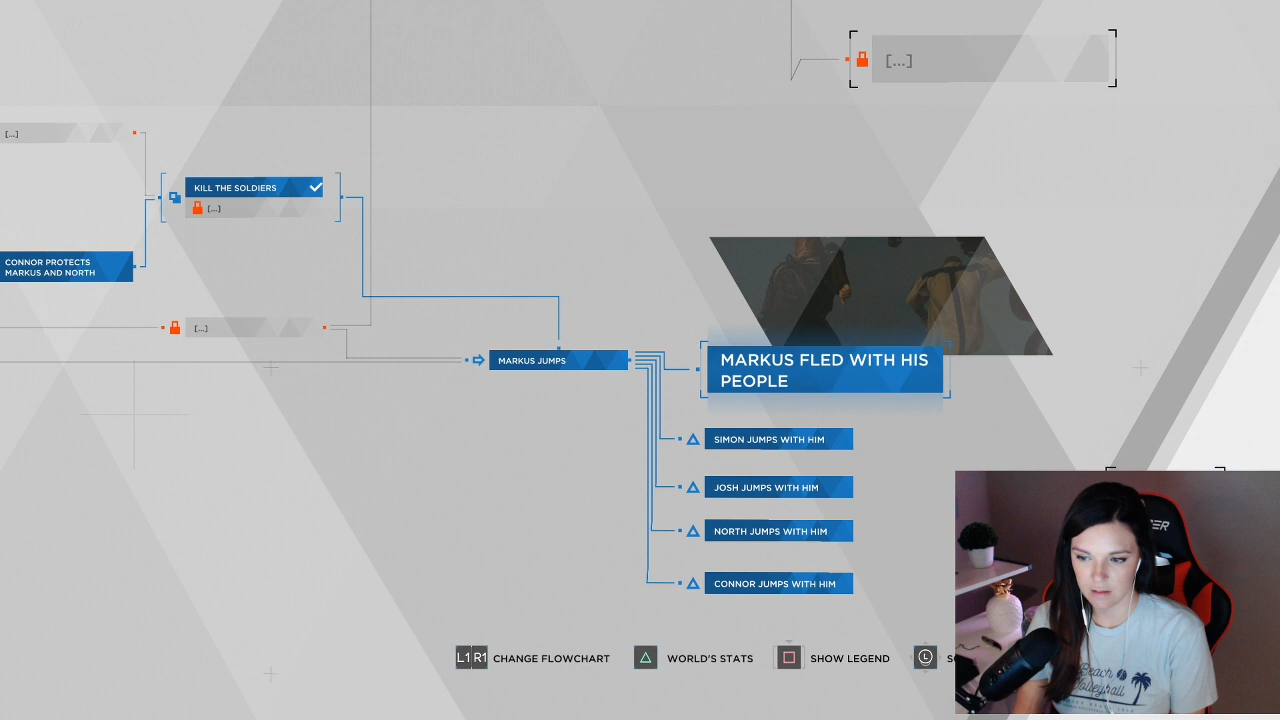 [...]
[...]
KILL THE SOLDIERS
[...]
CONNOR PROTECTS
MARKUS AND NORTH
[...]
MARKUS JUMPS
MARKUS FLED WITH HIS
PEOPLE
SIMON JUMPS WITH HIM
JOSH JUMPS WITH HIM
NORTH JUMPS WITH HIM
CONNOR JUMPS WITH HIM
L1 R1 CHANGE FLOWCHART
WORLD'S STATS
SHOW LEGEND
L
Beach
Volleyball